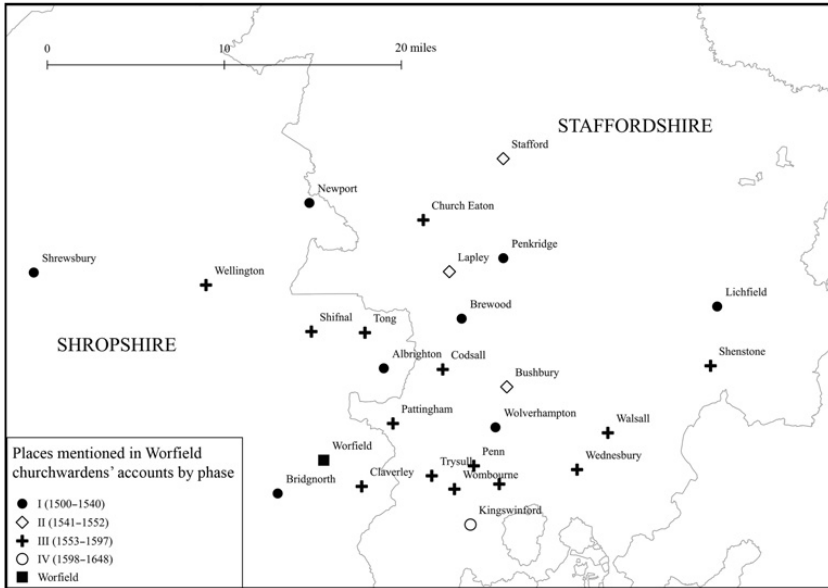 0
10
20 miles
STAFFORDSHIRE
Stafford
Newport
Church Eaton
Shrewsbury
Wellington
Lapley
Penkridge
Lichfield
Brewood
Shifnal
Tong
SHROPSHIRE
Albrighton
Codsall
Shenstone
Bushbury
Pattingham
Wolverhampton
Walsall
Worfield
Penn
Trysull
Wednesbury
Claverley
Wombourne
Bridgnorth
Kingswinford
Places mentioned in Worfield
churchwardens' accounts by phase
I (1500–1540)
II (1541–1552)
III (1553–1597)
IV (1598–1648)
Worfield